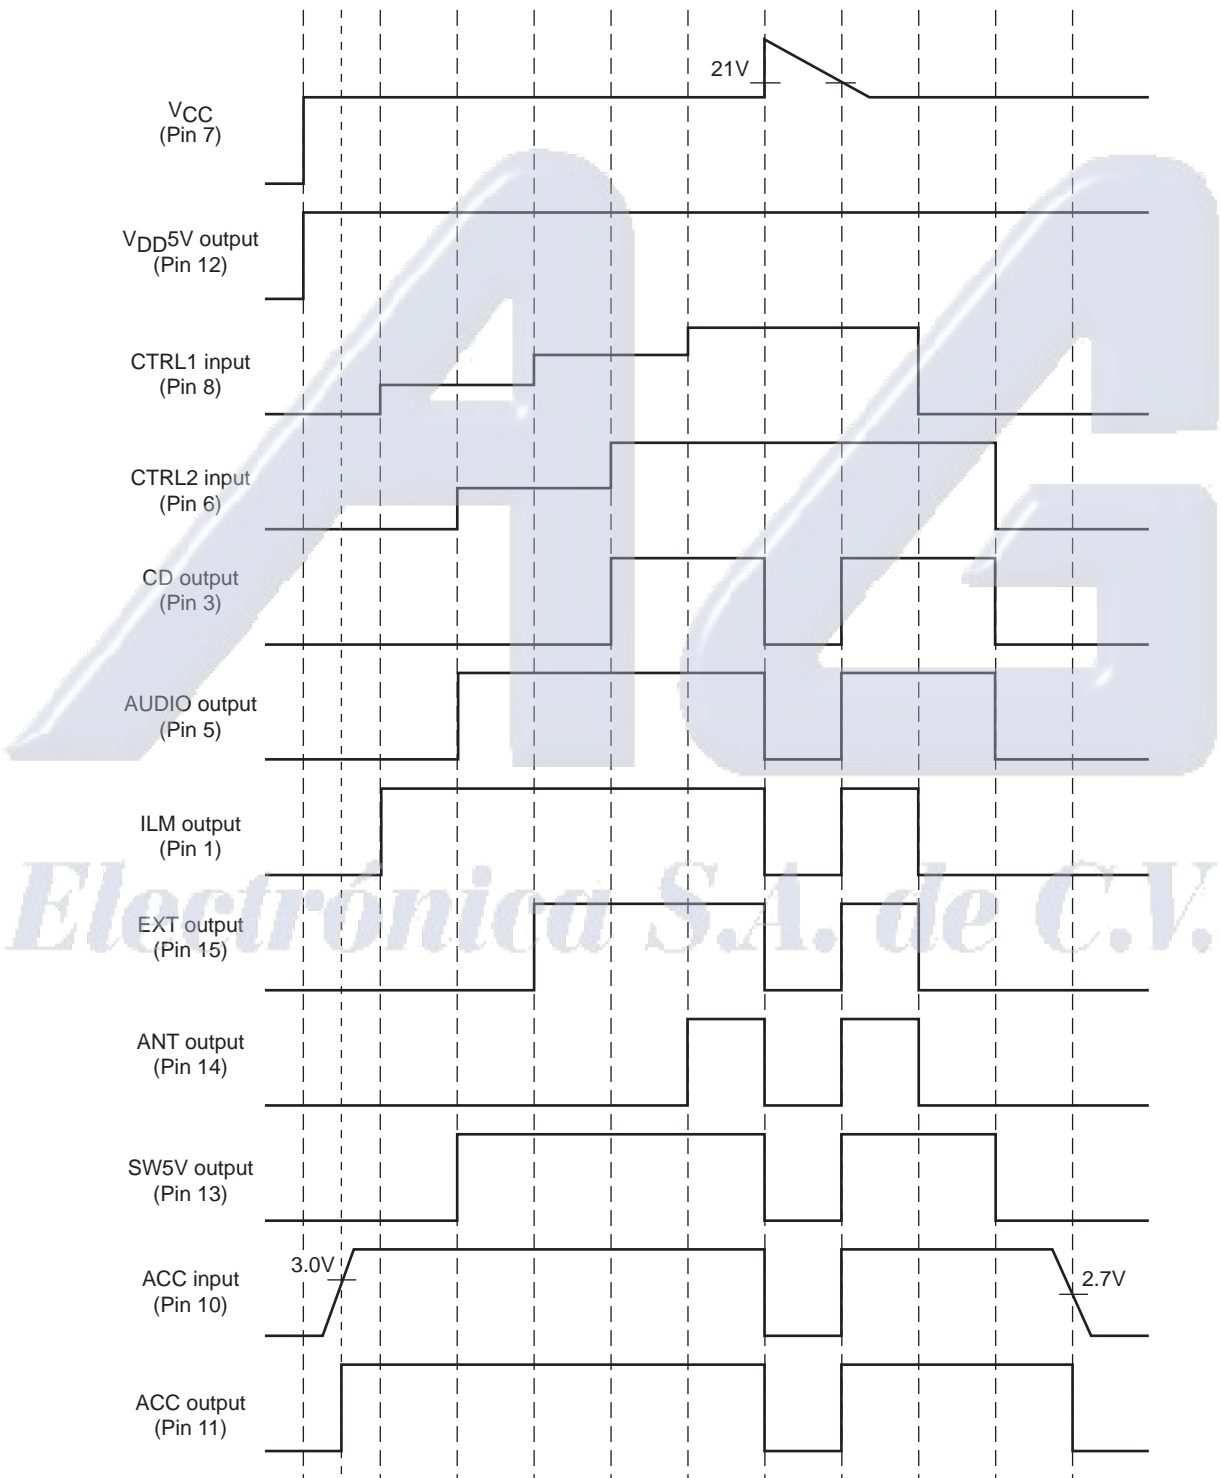 21V
VCC
(Pin 7)
VDD5V output
(Pin 12)
CTRL1 input
(Pin 8)
CTRL2 input
(Pin 6)
CD output
(Pin 3)
AUDIO output
(Pin 5)
ILM output
(Pin 1)
Electrónica S.A. de C.V.
EXT output
(Pin 15)
ANT output
(Pin 14)
SW5V output
(Pin 13)
3.0V
ACC input
(Pin 10)
2.7V
ACC output
(Pin 11)
AG